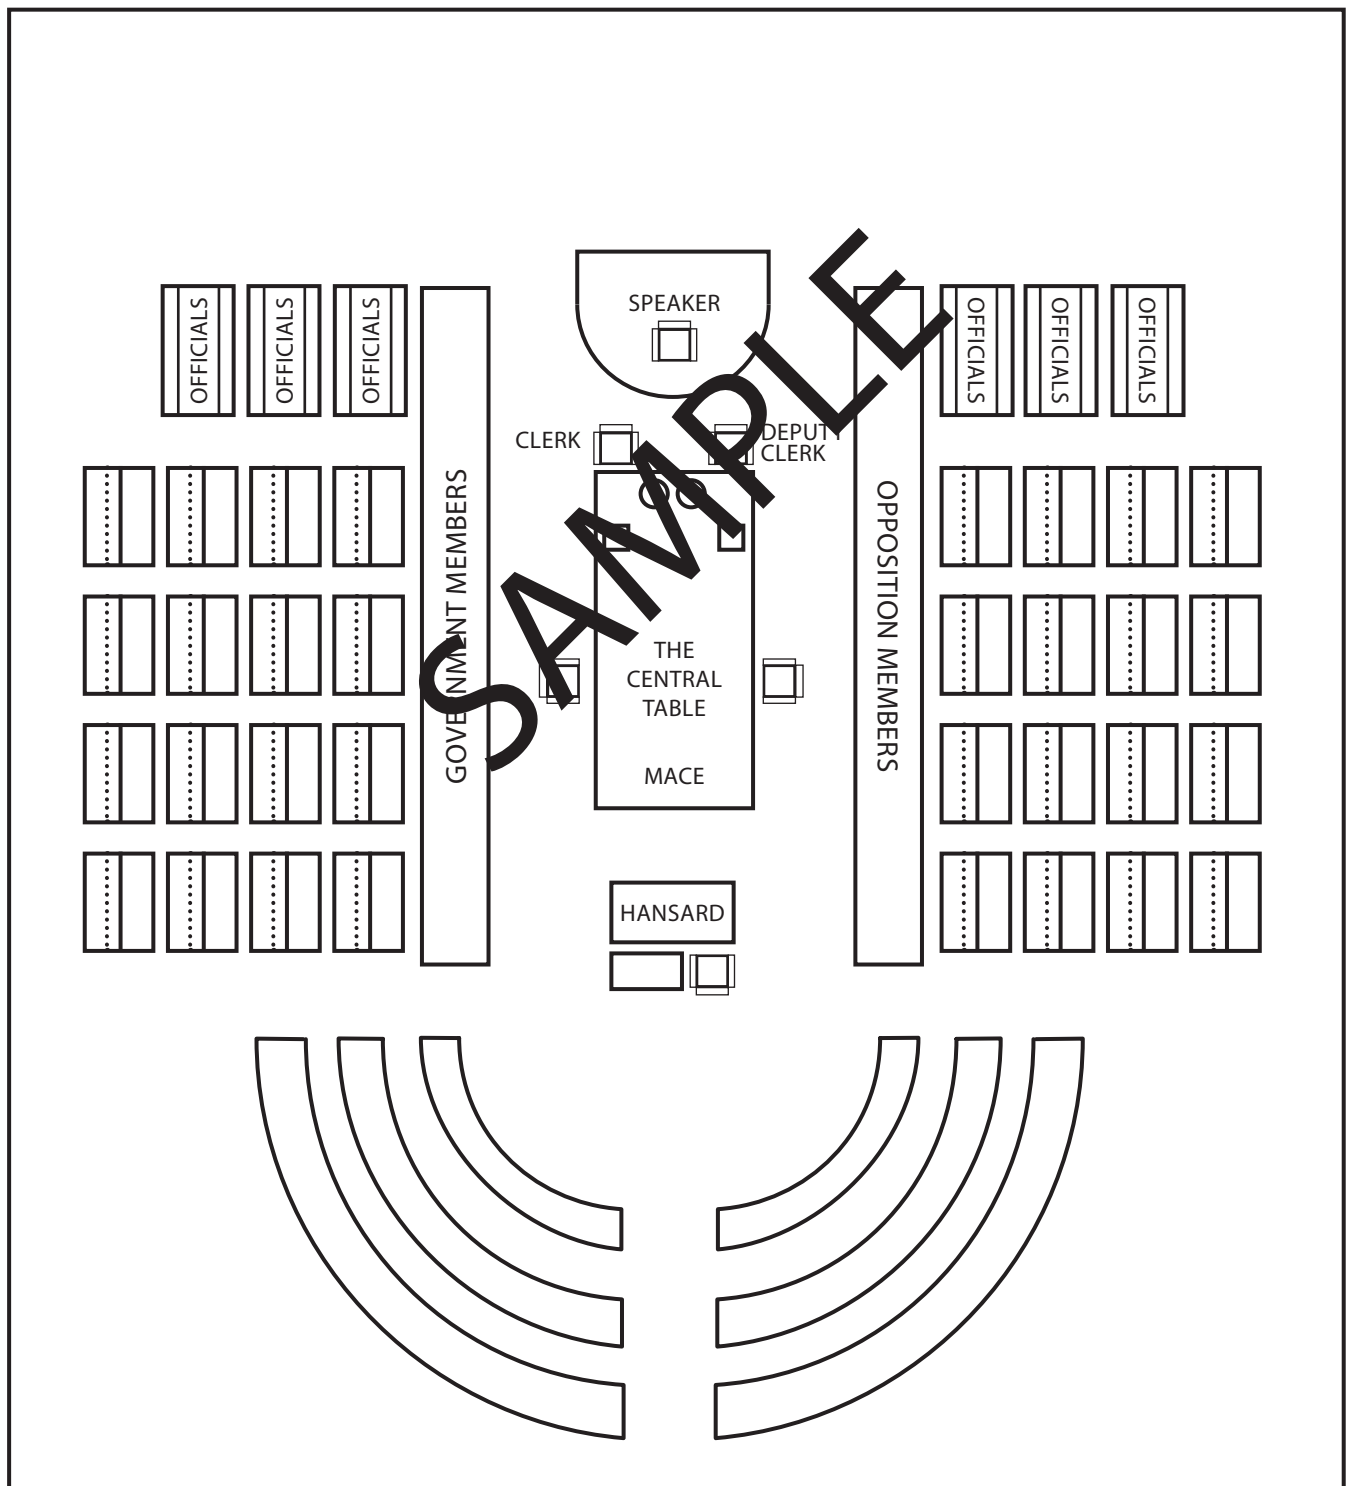 SPEAKER
OFFICIALS
OFFICIALS
OFFICIALS
OFFICIALS
OFFICIALS
OFFICIALS
CLERK
DEPUTY
CLERK
GOVERNMENT MEMBERS
OPPOSITION MEMBERS
SAMPLE
THE
CENTRAL
TABLE
MACE
HANSARD